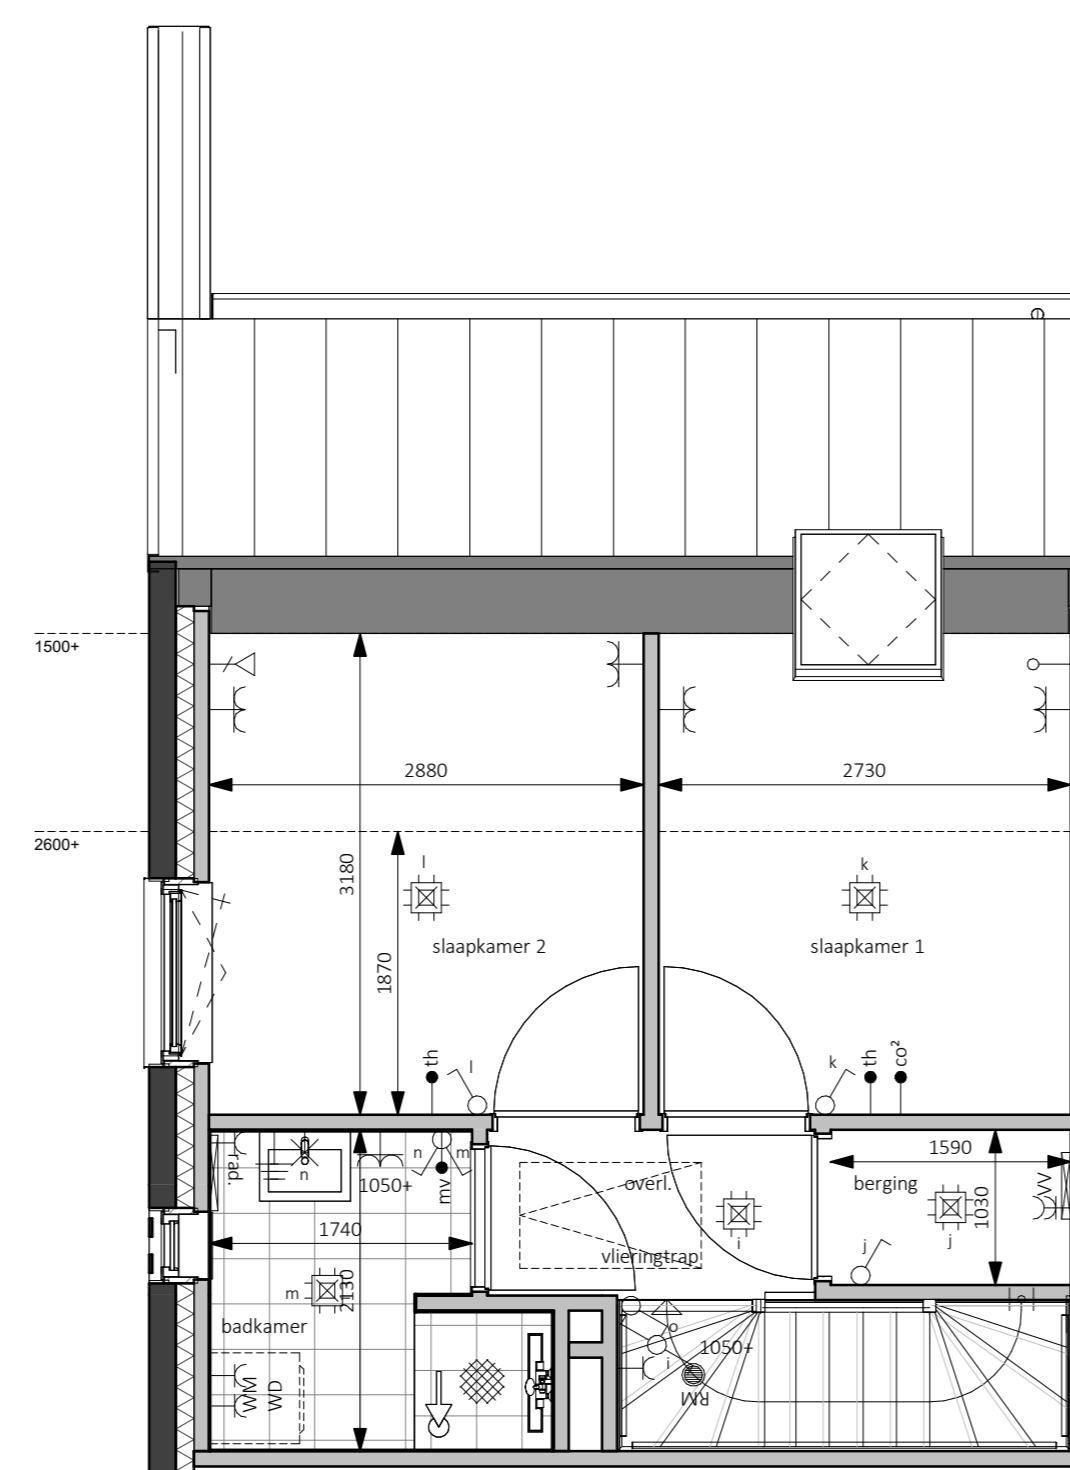 1500+
2880
2730
2600+
3180
1870
l
k
slaapkamer 2
slaapkamer 1
th
l
k
th
co²
rad.
n
n
m
mv
1050+
overl.
berging
1590
1030
VV
1740
i
j
j
vlieringtrap
m
2130
badkamer
o
i
1050+
RM
WM
WD